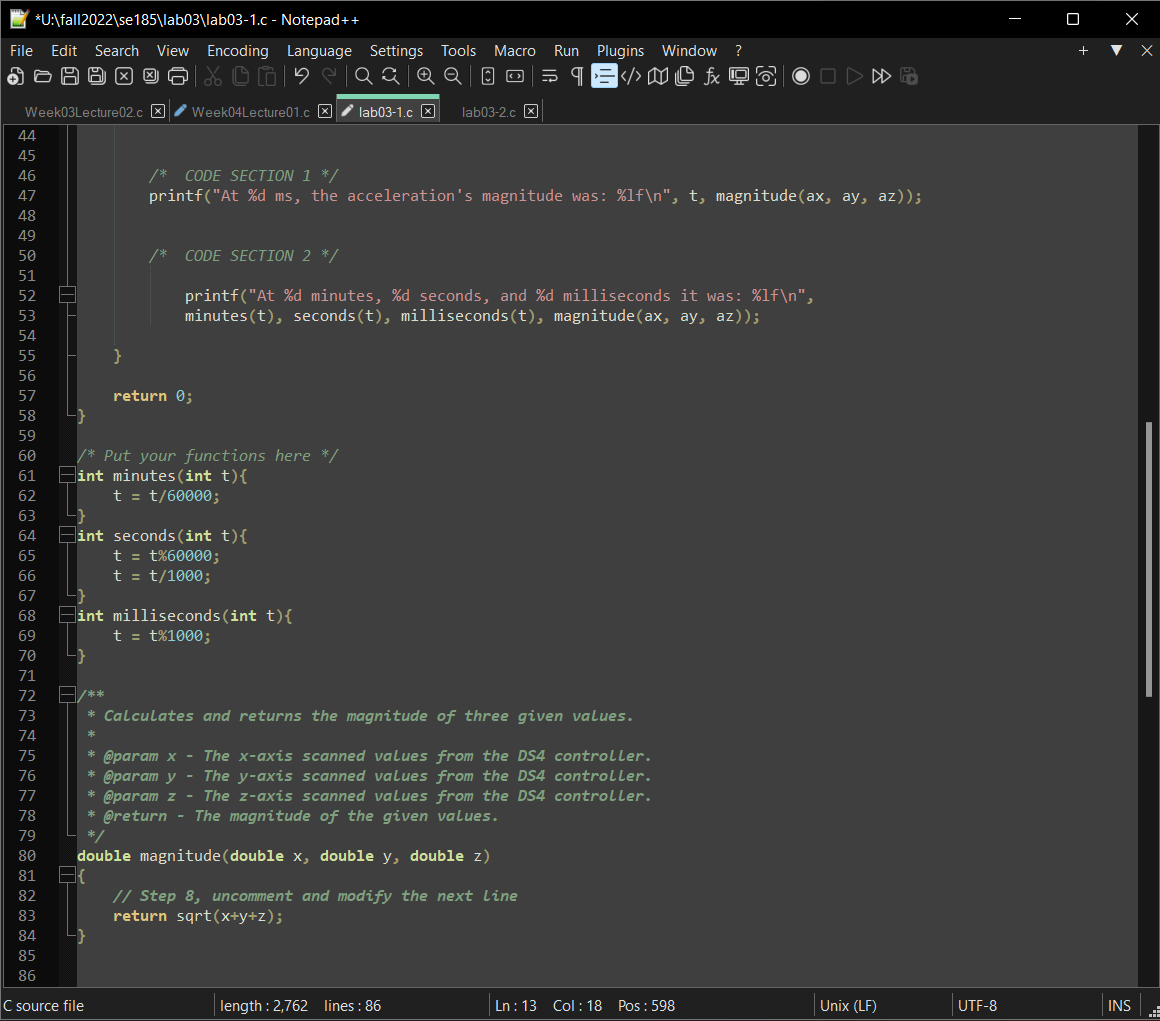 *U:\fall2022\se185\lab03\lab03-1.c - Notepad++
File Edit Search View Encoding Language Settings Tools Macro Run Plugins Window ?
Week03Lecture02.c Week04Lecture01.c lab03-1.c lab03-2.c
44
45
46 /*  CODE SECTION 1 */
47 printf("At %d ms, the acceleration's magnitude was: %lf\n", t, magnitude(ax, ay, az));
48
49
50 /*  CODE SECTION 2 */
51
52 printf("At %d minutes, %d seconds, and %d milliseconds it was: %lf\n",
53 minutes(t), seconds(t), milliseconds(t), magnitude(ax, ay, az));
54
55 }
56
57 return 0;
58 }
59
60 /* Put your functions here */
61 int minutes(int t){
62 t = t/60000;
63 }
64 int seconds(int t){
65 t = t%60000;
66 t = t/1000;
67 }
68 int milliseconds(int t){
69 t = t%1000;
70 }
71
72 /**
73 * Calculates and returns the magnitude of three given values.
74 *
75 * @param x - The x-axis scanned values from the DS4 controller.
76 * @param y - The y-axis scanned values from the DS4 controller.
77 * @param z - The z-axis scanned values from the DS4 controller.
78 * @return - The magnitude of the given values.
79 */
80 double magnitude(double x, double y, double z)
81 {
82 // Step 8, uncomment and modify the next line
83 return sqrt(x+y+z);
84 }
85
86
C source file length : 2,762 lines : 86 Ln : 13 Col : 18 Pos : 598 Unix (LF) UTF-8 INS